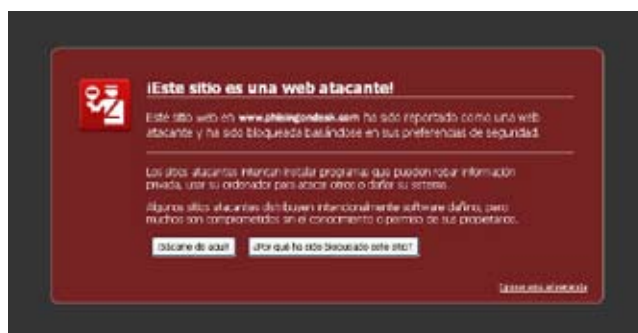 ¡Este sitio es una web atacante!
Este sitio web en www.phisingondesk.com ha sido reportado como una web
atacante y ha sido bloqueada basándose en sus preferencias de seguridad.
Los sitios atacantes intentan instalar programas que pueden robar información
privada, usar su ordenador para atacar otros o dañar su sistema.
Algunos sitios atacantes distribuyen intencionalmente software dañino, pero
muchos son comprometidos sin el conocimiento o permiso de sus propietarios.
¡Sácame de aquí! ¿Por qué ha sido bloqueado este sitio?
Ignorar esta advertencia